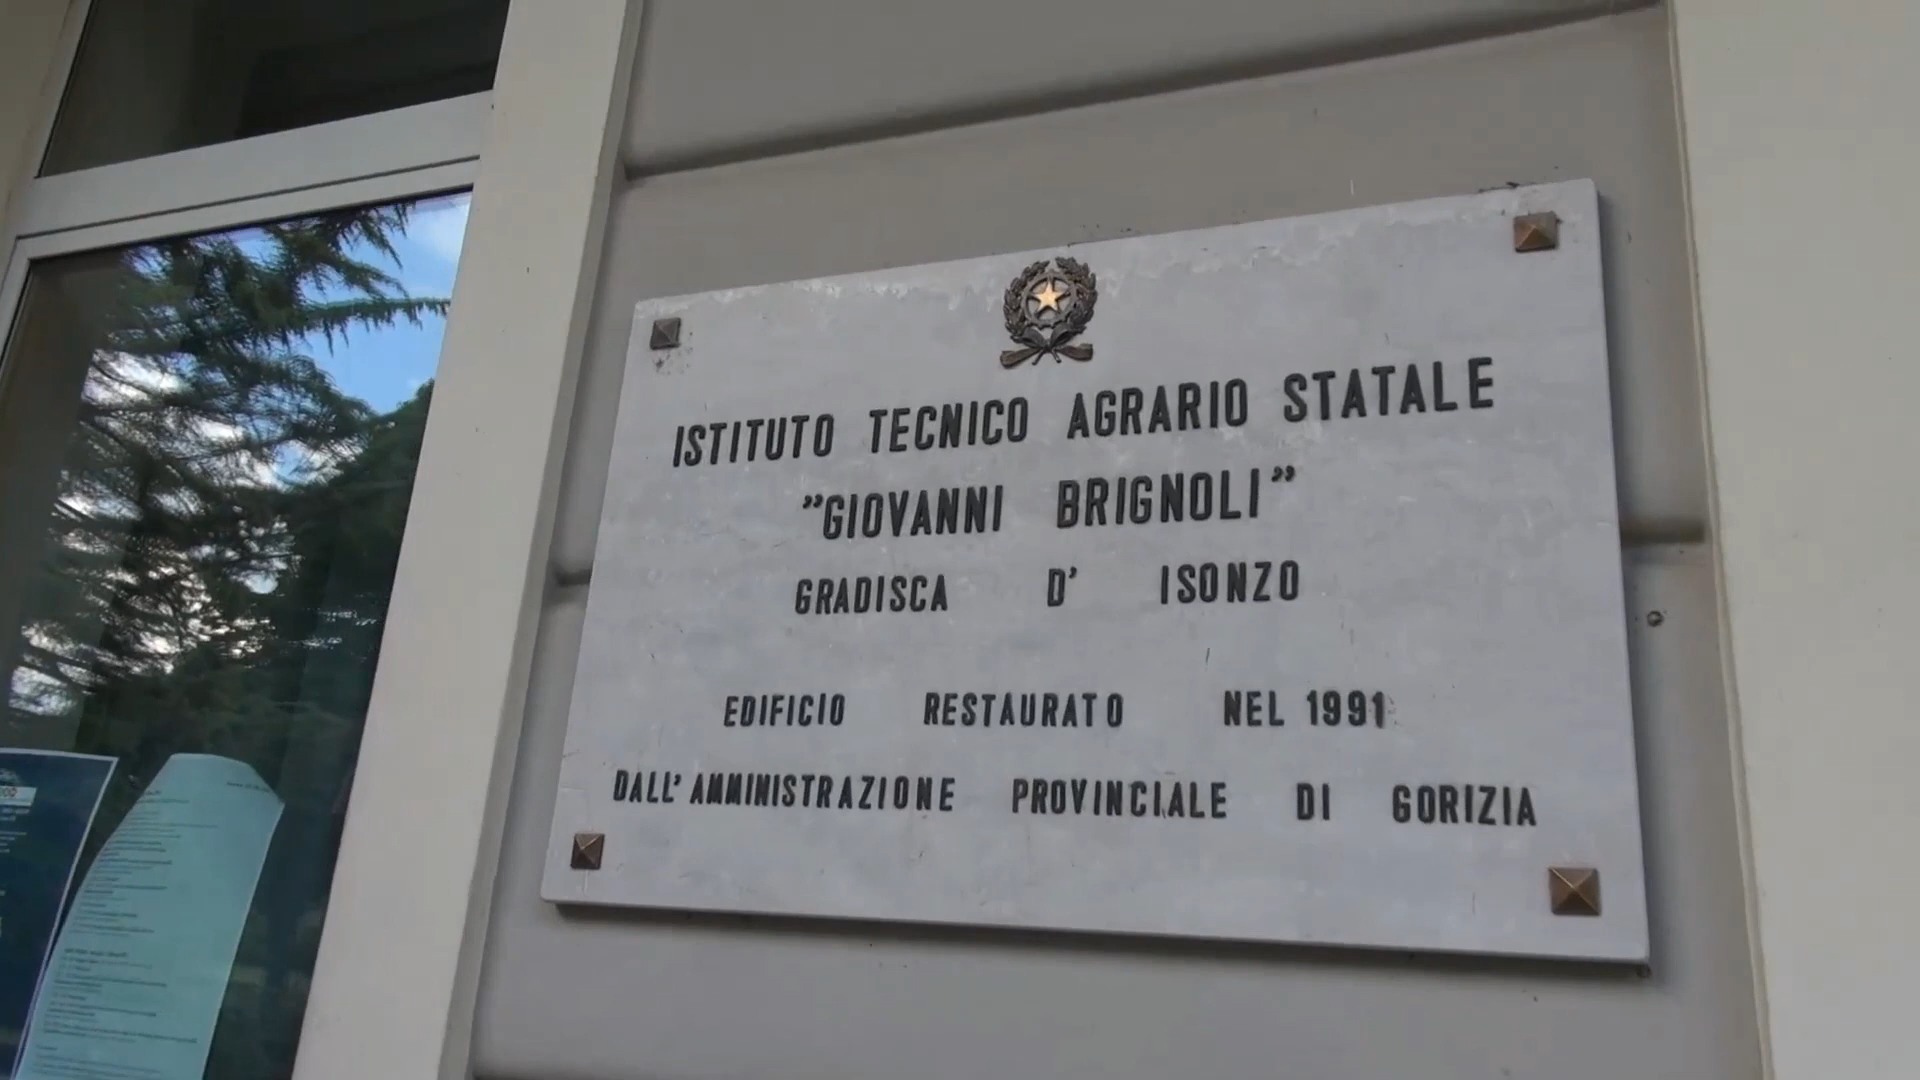 ISTITUTO TECNICO AGRARIO STATALE
"GIOVANNI BRIGNOLI"
GRADISCA D' ISONZO
EDIFICIO RESTAURATO NEL 1991
DALL'AMMINISTRAZIONE PROVINCIALE DI GORIZIA